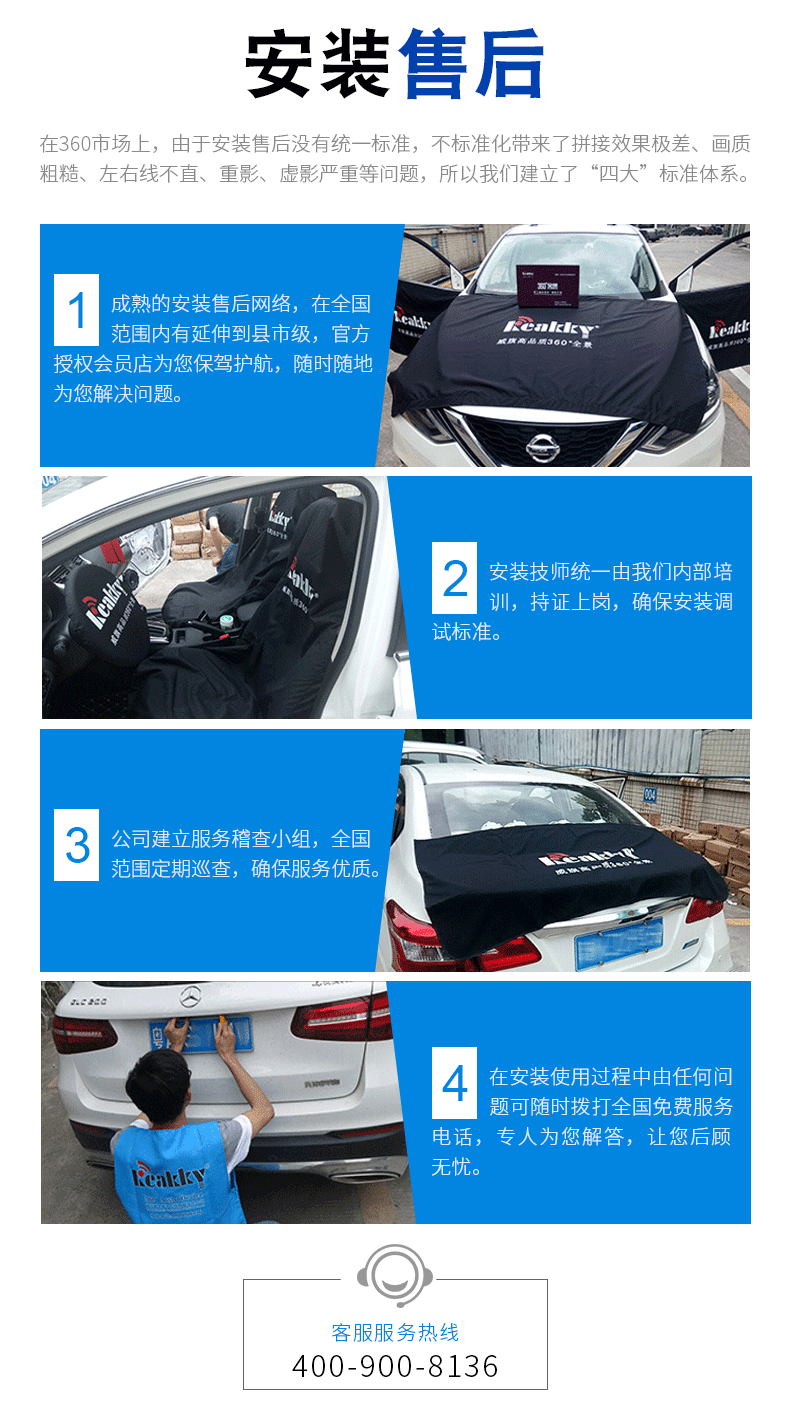 安装售后
在360市场上，由于安装售后没有统一标准，不标准化带来了拼接效果极差、画质
粗糙、左右线不直、重影、虚影严重等问题，所以我们建立了“四大”标准体系。
1
成熟的安装售后网络，在全国
范围内有延伸到县市级，官方
授权会员店为您保驾护航，随时随地
为您解决问题。
Keakky
威旗高品质360°全景
Keakky
Keakky
04
Keakky
Keakky
2
安装技师统一由我们内部培
训，持证上岗，确保安装调
试标准。
3
公司建立服务稽查小组，全国
范围定期巡查，确保服务优质。
004
Keakky
威旗高品质360°全景
GLC 200
Keakky
4
在安装使用过程中由任何问
题可随时拨打全国免费服务
电话，专人为您解答，让您后顾
无忧。
客服服务热线
400-900-8136